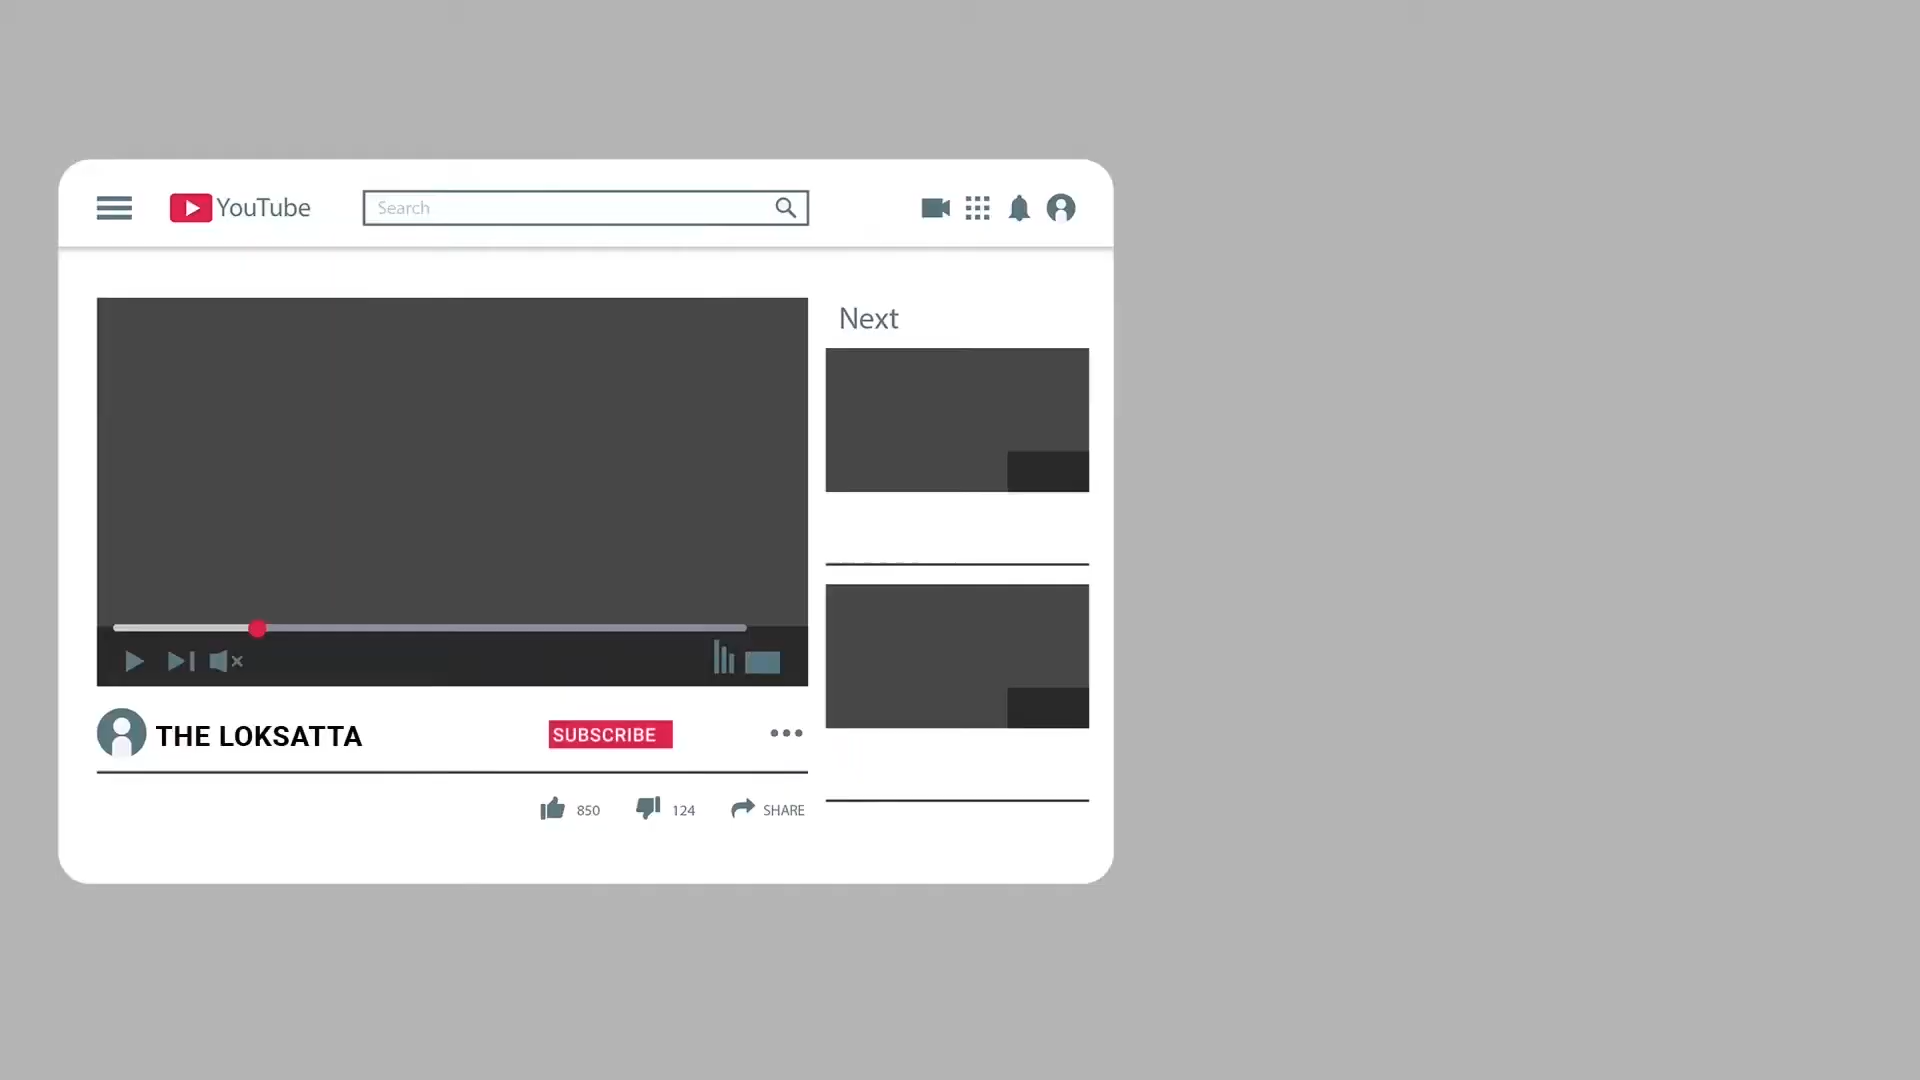 YouTube
Search
Next
THE LOKSATTA
SUBSCRIBE
850
124
SHARE